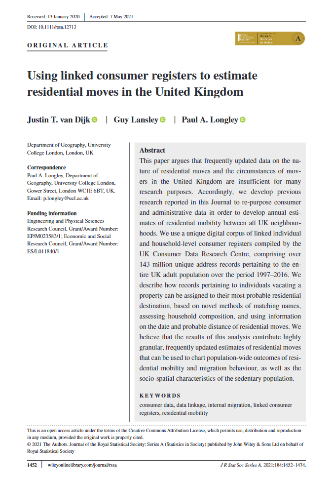 Received: 13 January 2020 | Accepted: 7 May 2021
DOI: 10.1111/rssa.12713
ORIGINAL ARTICLE
Using linked consumer registers to estimate
residential moves in the United Kingdom
Justin T. van Dijk | Guy Lansley | Paul A. Longley
Department of Geography, University
College London, London, UK
Correspondence
Paul A. Longley, Department of
Geography, University College London,
Gower Street, London WC1E 6BT, UK.
Email: p.longley@ucl.ac.uk
Funding information
Engineering and Physical Sciences
Research Council, Grant/Award Number:
Economic and Social
Research Council, Grant/Award Number:
Abstract
This paper argues that frequently updated data on the na-
ture of residential moves and the circumstances of mov-
ers in the United Kingdom are insufficient for many
research purposes. Accordingly, we develop previous
research reported in this Journal to re-purpose consumer
and administrative data in order to develop annual esti-
mates of residential mobility between all UK neighbour-
hoods. We use a unique digital corpus of linked individual
and household-level consumer registers compiled by the
UK Consumer Data Research Centre, comprising over
143 million unique address records pertaining to the en-
tire UK adult population over the period 1997–2016. We
describe how records pertaining to individuals vacating a
property can be assigned to their most probable residential
destination, based on novel methods of matching names,
assessing household composition, and using information
on the date and probable distance of residential moves. We
believe that the results of this analysis contribute highly
granular, frequently updated estimates of residential moves
that can be used to chart population-wide outcomes of resi-
dential mobility and migration behaviour, as well as the
socio-spatial characteristics of the sedentary population.
KEYWORDS
consumer data, data linkage, internal migration, linked consumer
registers, residential mobility
This is an open access article under the terms of the Creative Commons Attribution License, which permits use, distribution and reproduction
in any medium, provided the original work is properly cited.
© 2021 The Authors. Journal of the Royal Statistical Society: Series A (Statistics in Society) published by John Wiley & Sons Ltd on behalf of
Royal Statistical Society
1452 | wileyonlinelibrary.com/journal/rssa
J R Stat Soc Series A. 2021;184:1452–1474.